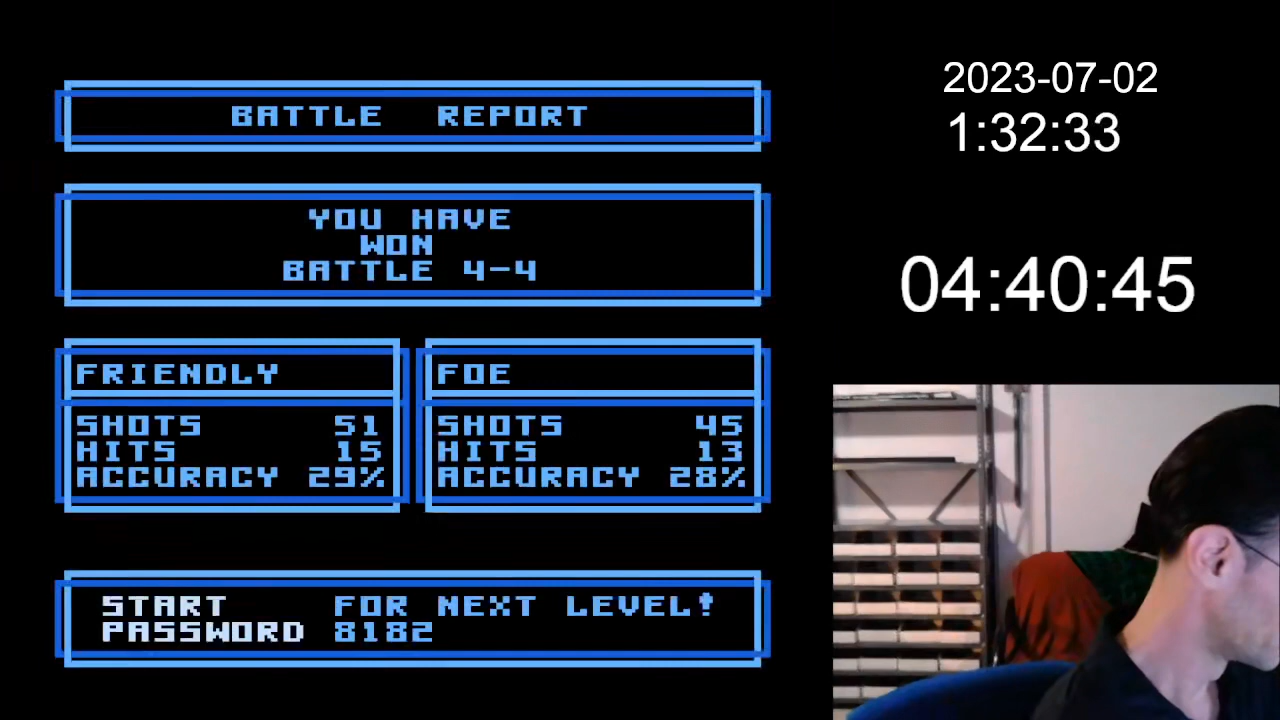 BATTLE REPORT
YOU HAVE
WON
BATTLE 4-4
FRIENDLY
SHOTS 51
HITS 15
ACCURACY 29%
FOE
SHOTS 45
HITS 13
ACCURACY 28%
START FOR NEXT LEVEL!
PASSWORD 8182
2023-07-02
1:32:33
04:40:45